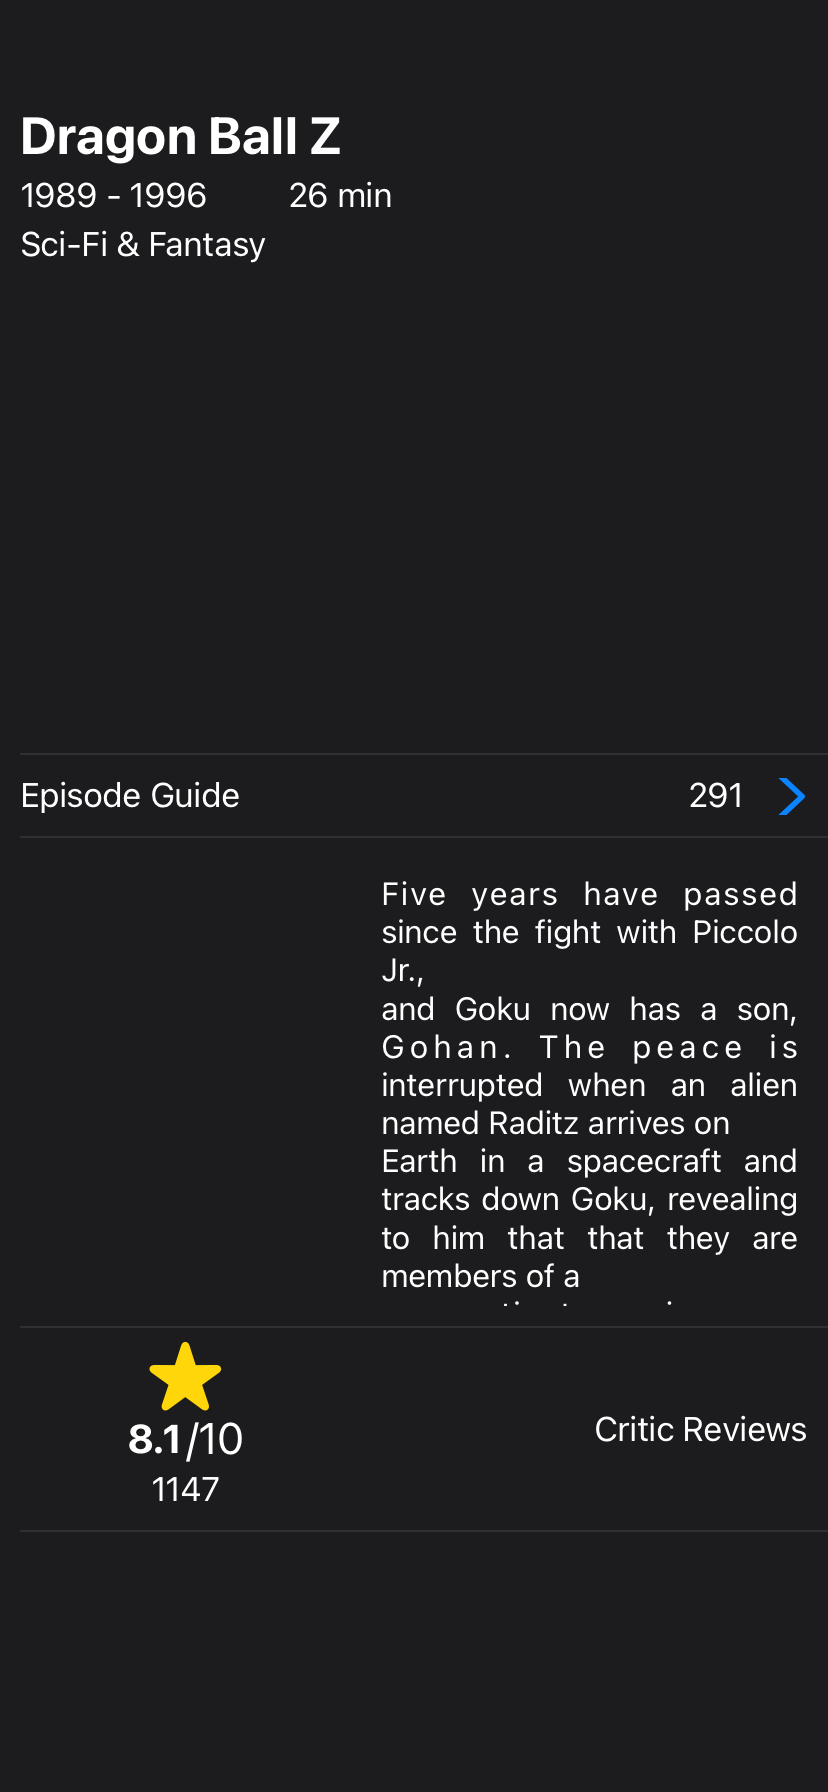 Dragon Ball Z
1989 - 1996 26 min
Sci-Fi & Fantasy
Episode Guide 291
Five years have passed
since the fight with Piccolo
Jr.,
and Goku now has a son,
Gohan. The peace is
interrupted when an alien
named Raditz arrives on
Earth in a spacecraft and
tracks down Goku, revealing
to him that that they are
members of a
8.1/10
1147
Critic Reviews